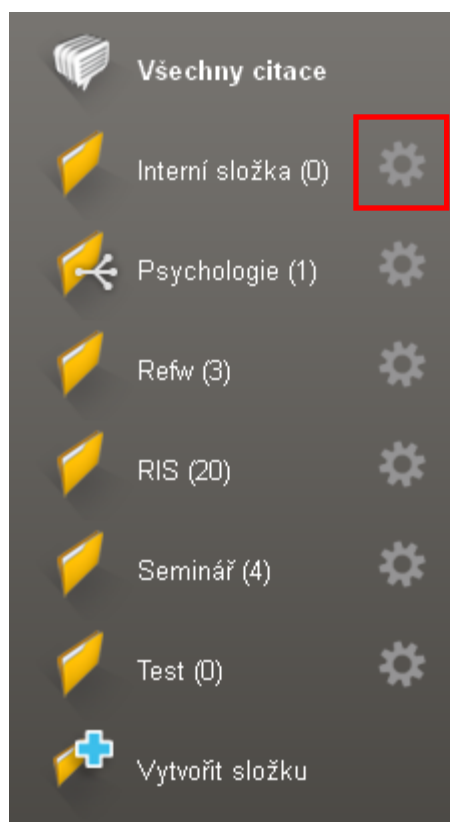 Všechny citace
Interní složka (0)
Psychologie (1)
Refw (3)
RIS (20)
Seminář (4)
Test (0)
Vytvořit složku